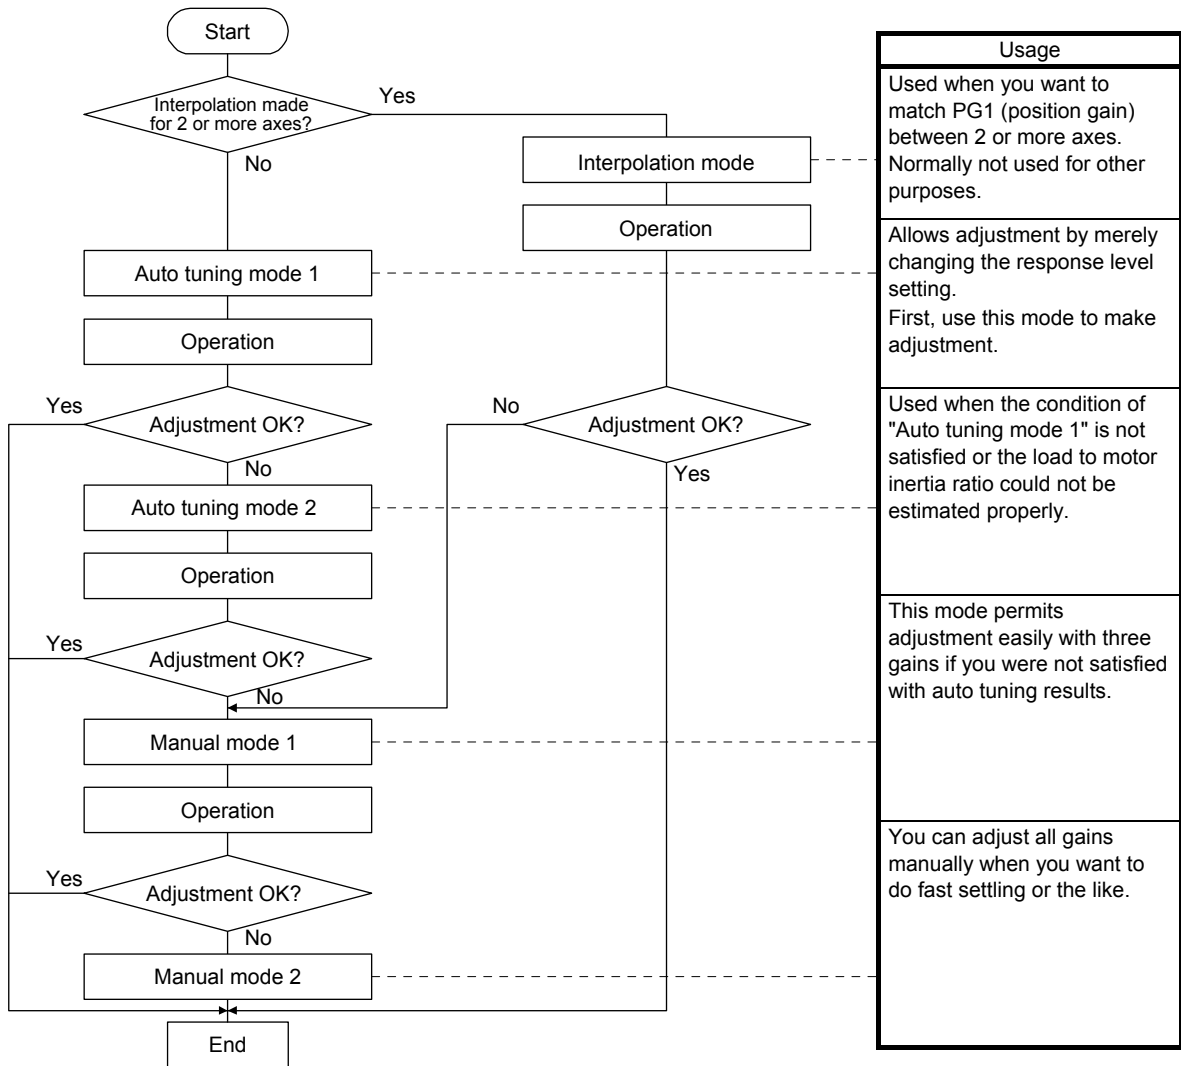 Start
Interpolation made
for 2 or more axes?
Yes
No
Interpolation mode
Operation
Auto tuning mode 1
Operation
Yes
Adjustment OK?
No
No
Adjustment OK?
Yes
Auto tuning mode 2
Operation
Yes
Adjustment OK?
No
Manual mode 1
Operation
Yes
Adjustment OK?
No
Manual mode 2
End
Usage
Used when you want to
match PG1 (position gain)
between 2 or more axes.
Normally not used for other
purposes.
Allows adjustment by merely
changing the response level
setting.
First, use this mode to make
adjustment.
Used when the condition of
"Auto tuning mode 1" is not
satisfied or the load to motor
inertia ratio could not be
estimated properly.
This mode permits
adjustment easily with three
gains if you were not satisfied
with auto tuning results.
You can adjust all gains
manually when you want to
do fast settling or the like.